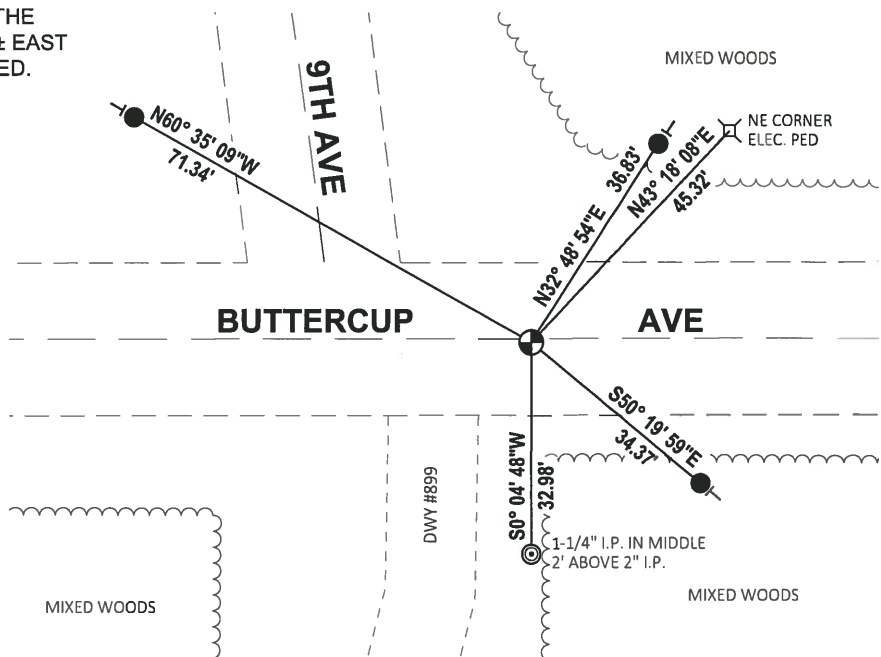 THE
± EAST
ED.
MIXED WOODS
9TH AVE
N60° 35' 09"W
71.34'
NE CORNER
ELEC. PED
36.83'
N32° 48' 54"E
N43° 18' 08"E
45.32'
BUTTERCUP AVE
S50° 19' 59"E
34.37'
S0° 04' 48"W
32.98'
DWY #899
1-1/4" I.P. IN MIDDLE
2' ABOVE 2" I.P.
MIXED WOODS
MIXED WOODS